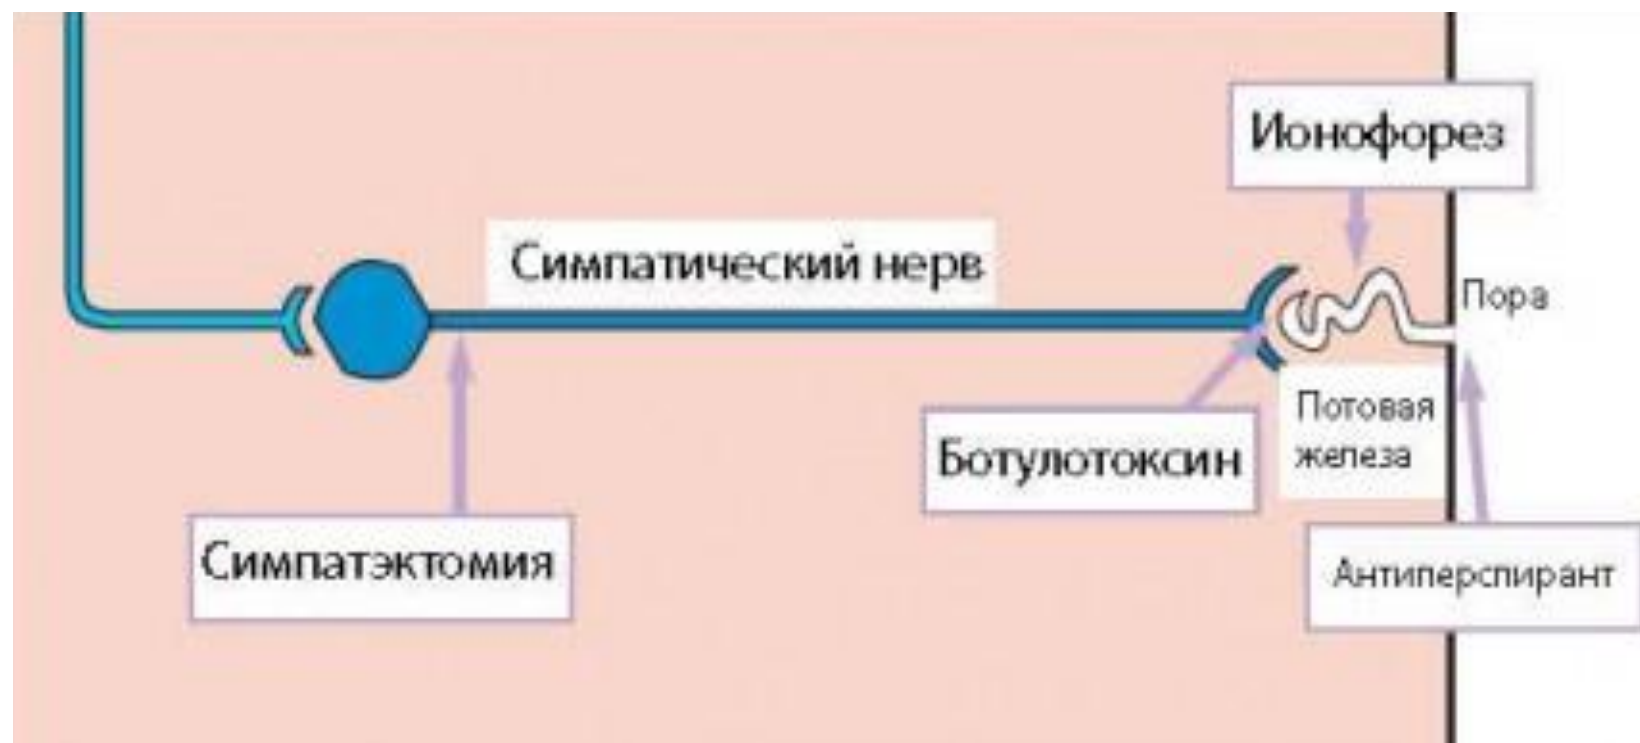 Ионофорез
Симпатический нерв
Пора
Потовая
железа
Ботулотоксин
Симпатэктомия
Антиперспирант